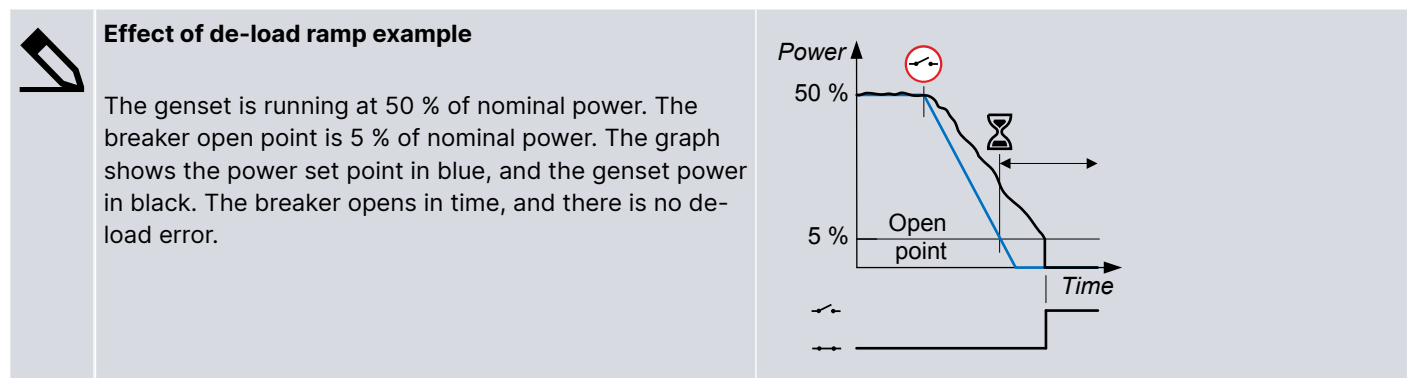 Effect of de-load ramp example
The genset is running at 50 % of nominal power. The
breaker open point is 5 % of nominal power. The graph
shows the power set point in blue, and the genset power
in black. The breaker opens in time, and there is no de-
load error.
Power
50 %
5 %
Open
point
Time